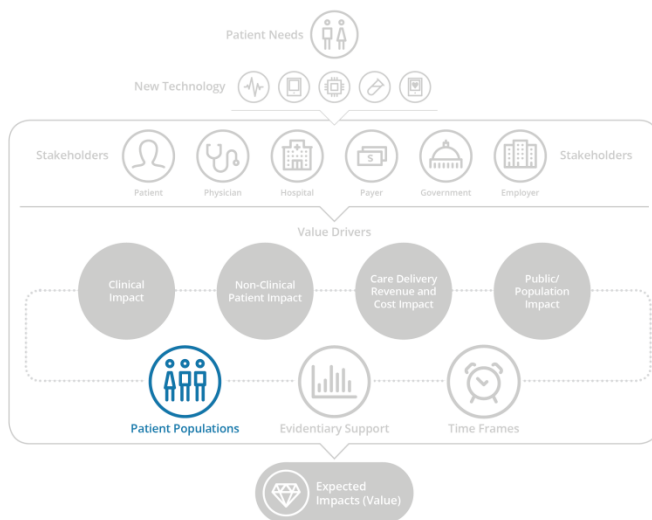 Patient Needs
New Technology
Stakeholders
Stakeholders
Patient
Physician
Hospital
Payer
Government
Employer
Value Drivers
Clinical
Impact
Non-Clinical
Patient Impact
Care Delivery
Revenue and
Cost Impact
Public/
Population
Impact
Patient Populations
Evidentiary Support
Time Frames
Expected
Impacts (Value)